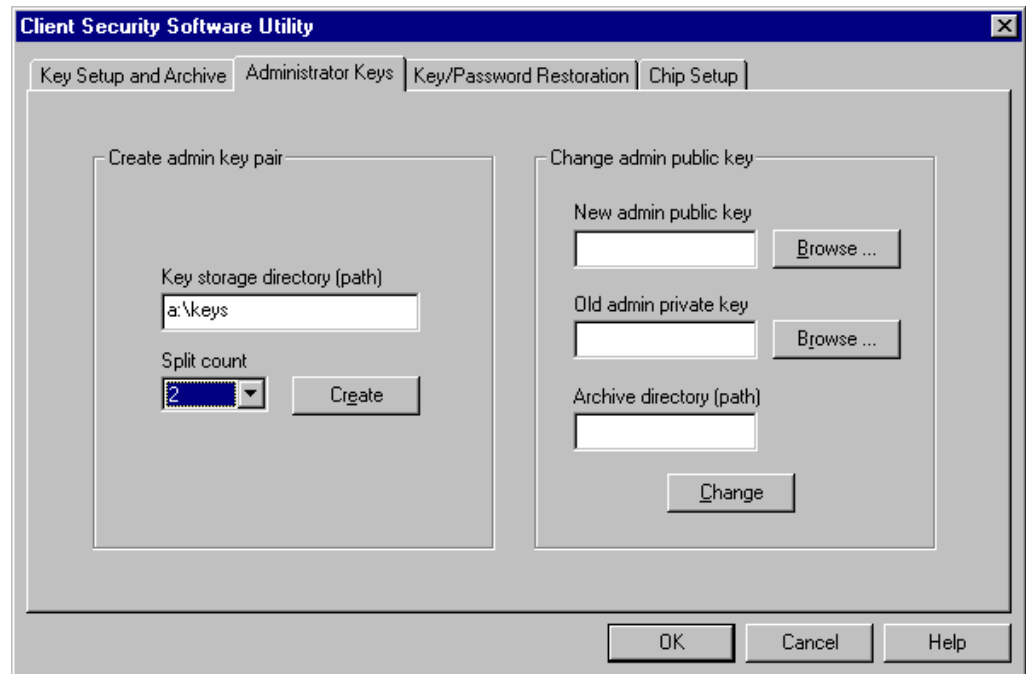 Client Security Software Utility
Key Setup and Archive
Administrator Keys
Key/Password Restoration
Chip Setup
Create admin key pair
Key storage directory (path)
a:\keys
Split count
2
Create
Change admin public key
New admin public key
Browse ...
Old admin private key
Browse ...
Archive directory (path)
Change
OK
Cancel
Help